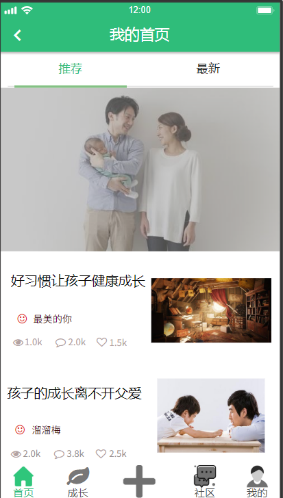 12:00
我的首页
推荐 最新
好习惯让孩子健康成长
最美的你
1.0k 2.0k 1.5k
孩子的成长离不开父爱
溜溜梅
2.0k 3.8k 2.5k
首页 成长 社区 我的